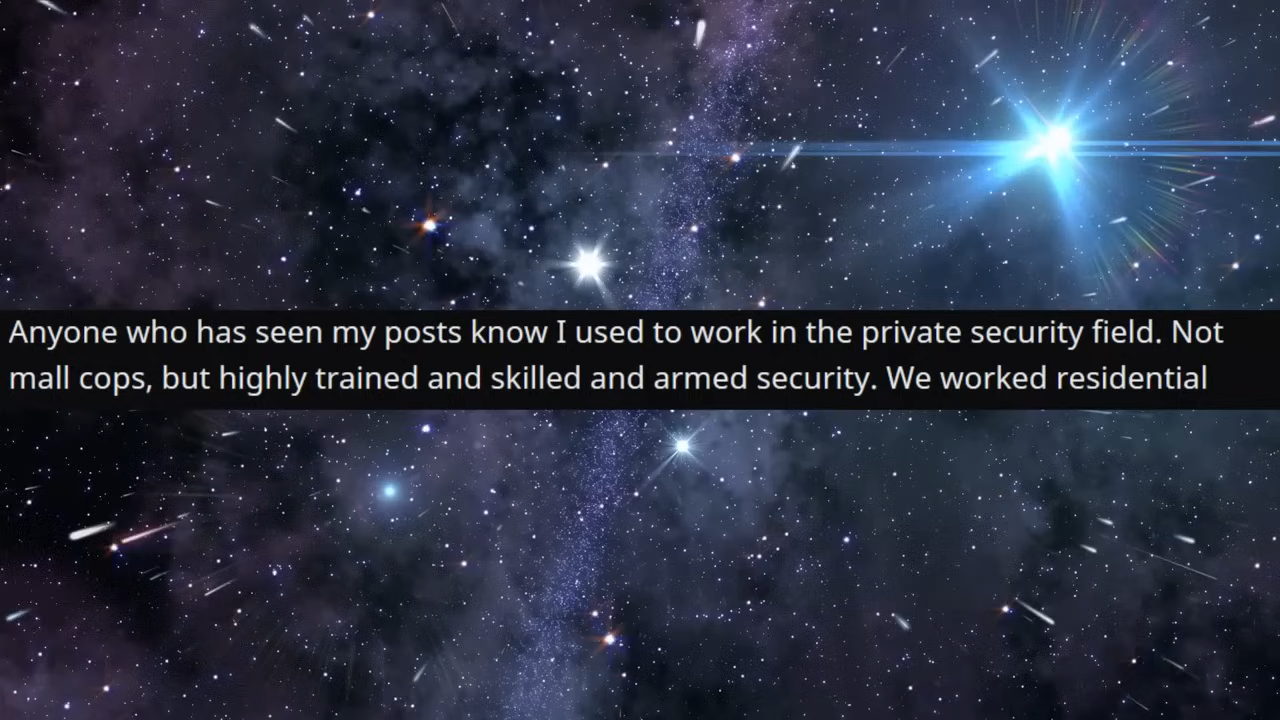 Anyone who has seen my posts know I used to work in the private security field. Not
mall cops, but highly trained and skilled and armed security. We worked residential